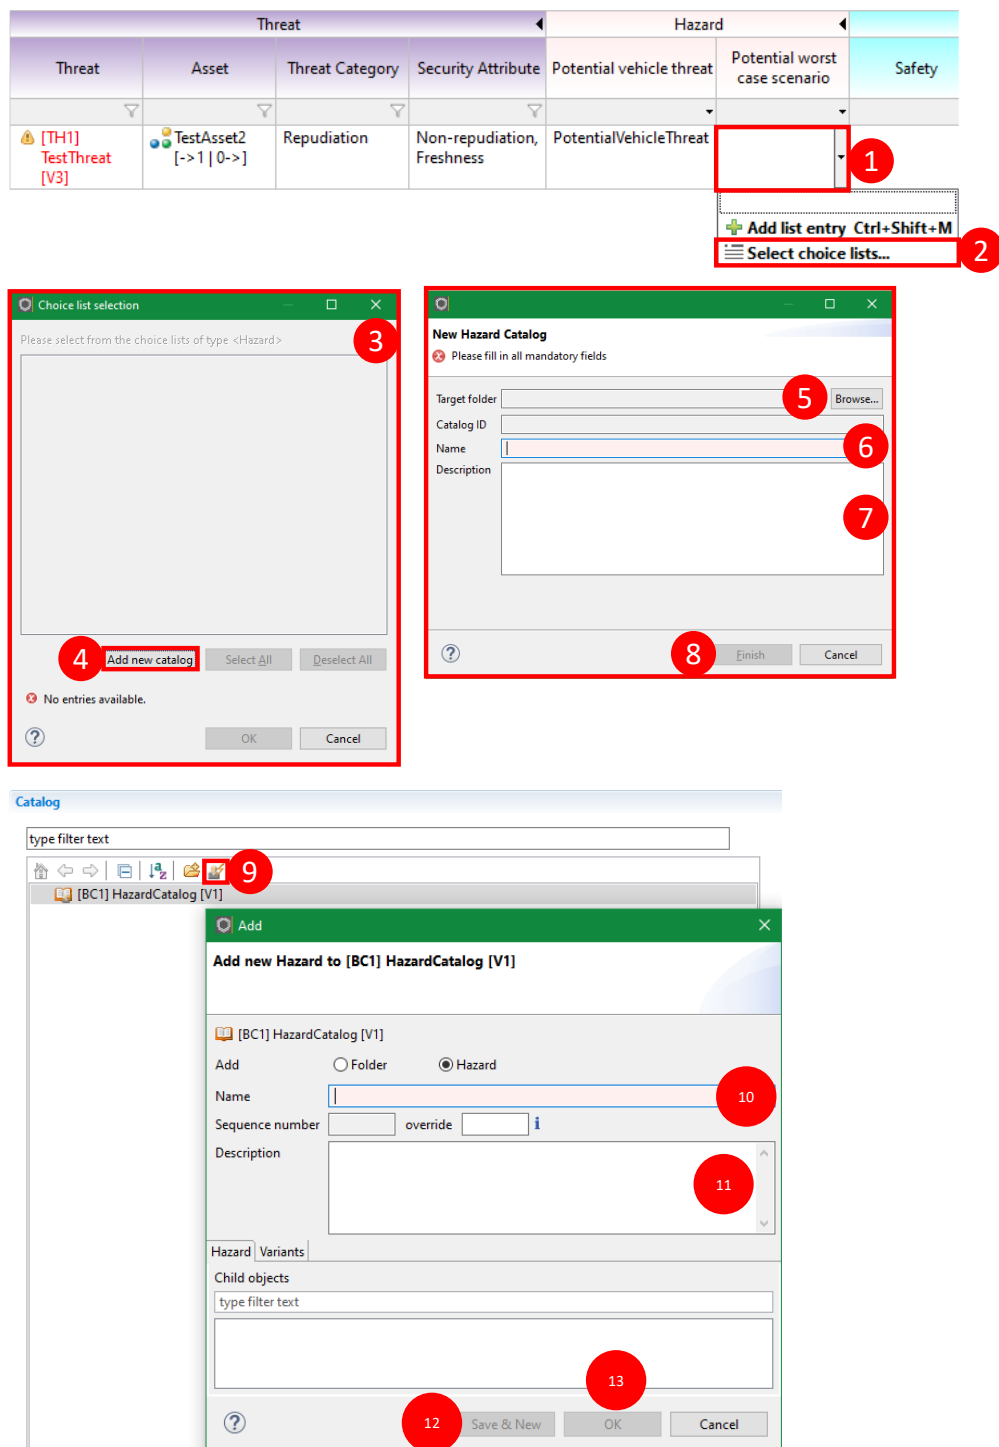 Threat Hazard
Threat Asset Threat Category Security Attribute Potential vehicle threat Potential worst case scenario Safety
[TH1] TestThreat [V3] TestAsset2 [->1 | 0->] Repudiation Non-repudiation, Freshness PotentialVehicleThreat
1
Add list entry Ctrl+Shift+M
Select choice lists...
2
Choice list selection
Please select from the choice lists of type <Hazard>
3
4 Add new catalog Select All Deselect All
No entries available.
OK Cancel
New Hazard Catalog
Please fill in all mandatory fields
Target folder 5 Browse...
Catalog ID
Name 6
Description
7
8 Finish Cancel
Catalog
type filter text
9
[BC1] HazardCatalog [V1]
Add
Add new Hazard to [BC1] HazardCatalog [V1]
[BC1] HazardCatalog [V1]
Add Folder Hazard
Name 10
Sequence number override i
Description
11
Hazard Variants
Child objects
type filter text
13
12 Save & New OK Cancel